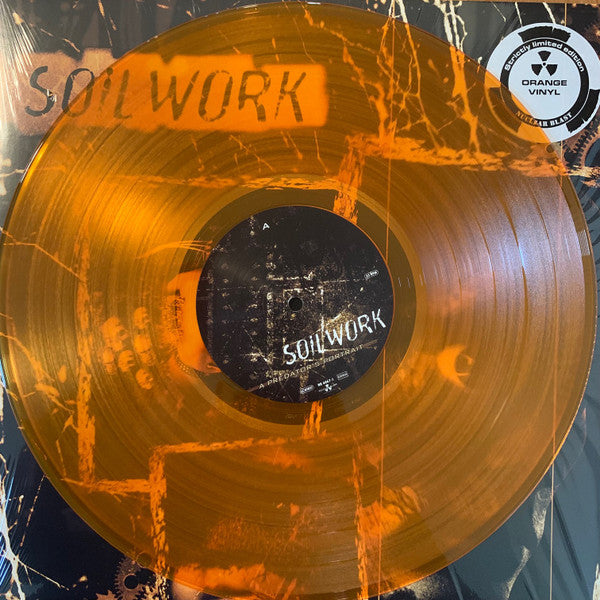 SOILWORK
Strictly limited edition
ORANGE
VINYL
NUCLEAR BLAST
A
SOILWORK
A PREDATOR'S PORTRAIT